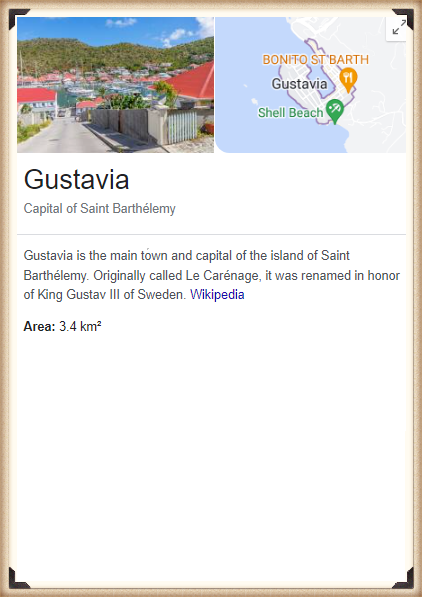 BONITO ST BARTH
Gustavia
Shell Beach
Gustavia
Capital of Saint Barthélemy
Gustavia is the main town and capital of the island of Saint
Barthélemy. Originally called Le Carénage, it was renamed in honor
of King Gustav III of Sweden. Wikipedia
Area: 3.4 km²